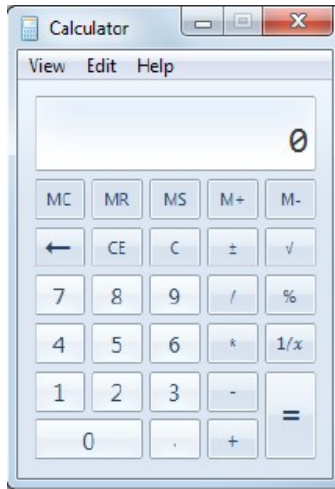 Calculator
View Edit Help
0
MC MR MS M+ M-
← CE C ± √
7 8 9 / %
4 5 6 * 1/x
1 2 3 - =
0 . +